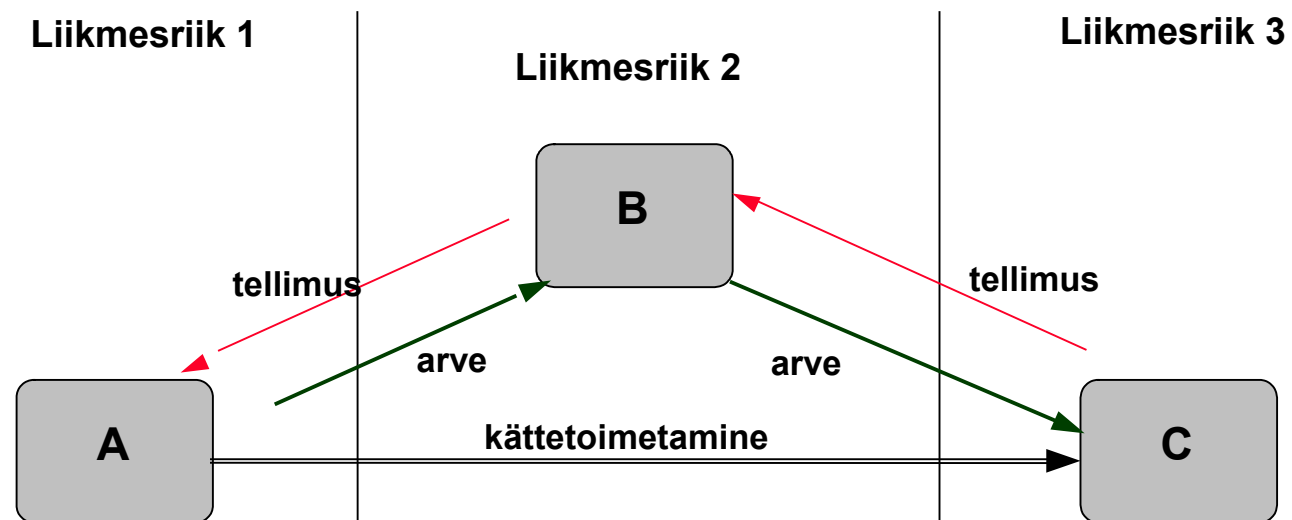 Liikmesriik 1
Liikmesriik 2
Liikmesriik 3
B
tellimus
tellimus
arve
arve
A
kättetoimetamine
C